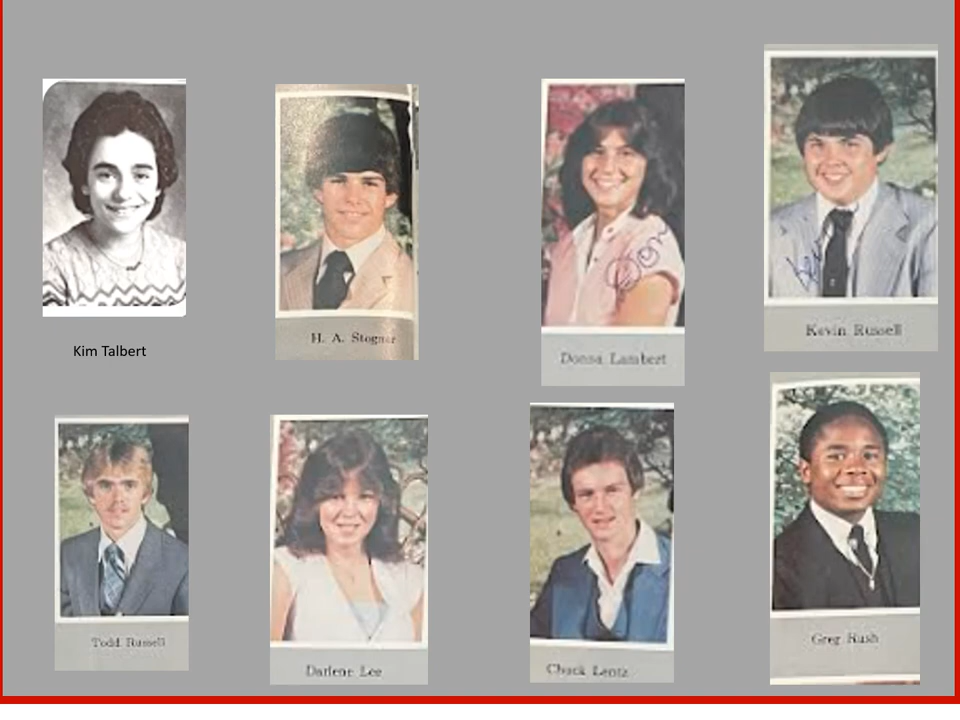 Kim Talbert
H. A. Stogner
Donna Lambert
Kevin Russell
Todd Russell
Darlene Lee
Chuck Lentz
Greg Rush